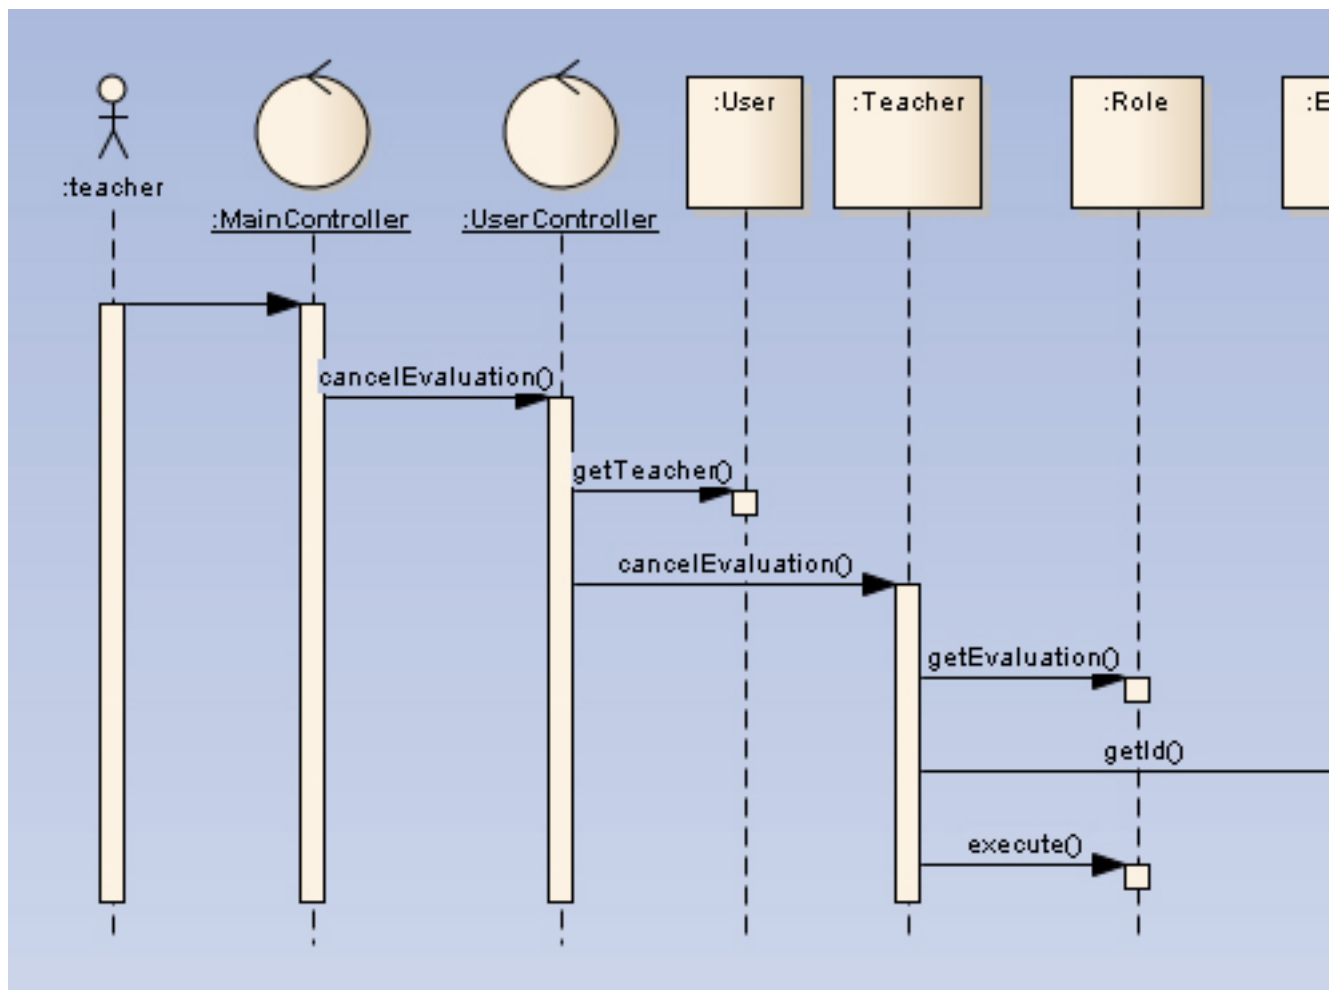 :User
:Teacher
:Role
:E
:teacher
:MainController
:UserController
cancelEvaluation()
getTeacher()
cancelEvaluation()
getEvaluation()
getId()
execute()